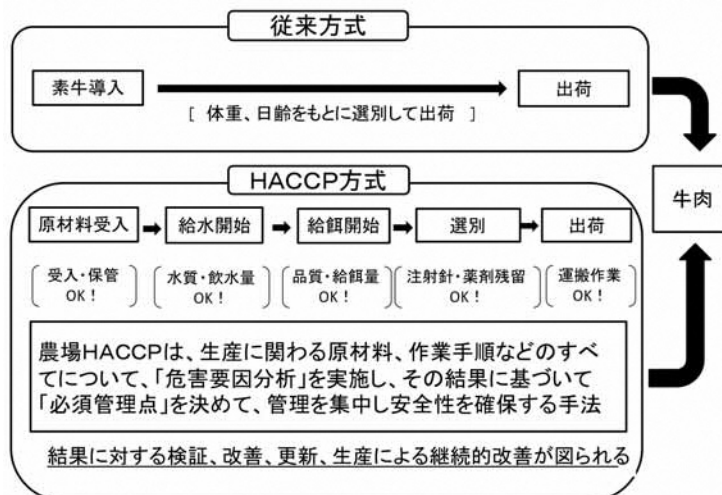 従来方式
素牛導入
出荷
[ 体重、日齢をもとに選別して出荷 ]
HACCP方式
原材料受入
給水開始
給餌開始
選別
出荷
牛肉
受入・保管
OK！
水質・飲水量
OK！
品質・給餌量
OK！
注射針・薬剤残留
OK！
運搬作業
OK！
農場HACCPは、生産に関わる原材料、作業手順などのすべ
てについて、「危害要因分析」を実施し、その結果に基づいて
「必須管理点」を決めて、管理を集中し安全性を確保する手法
結果に対する検証、改善、更新、生産による継続的改善が図られる